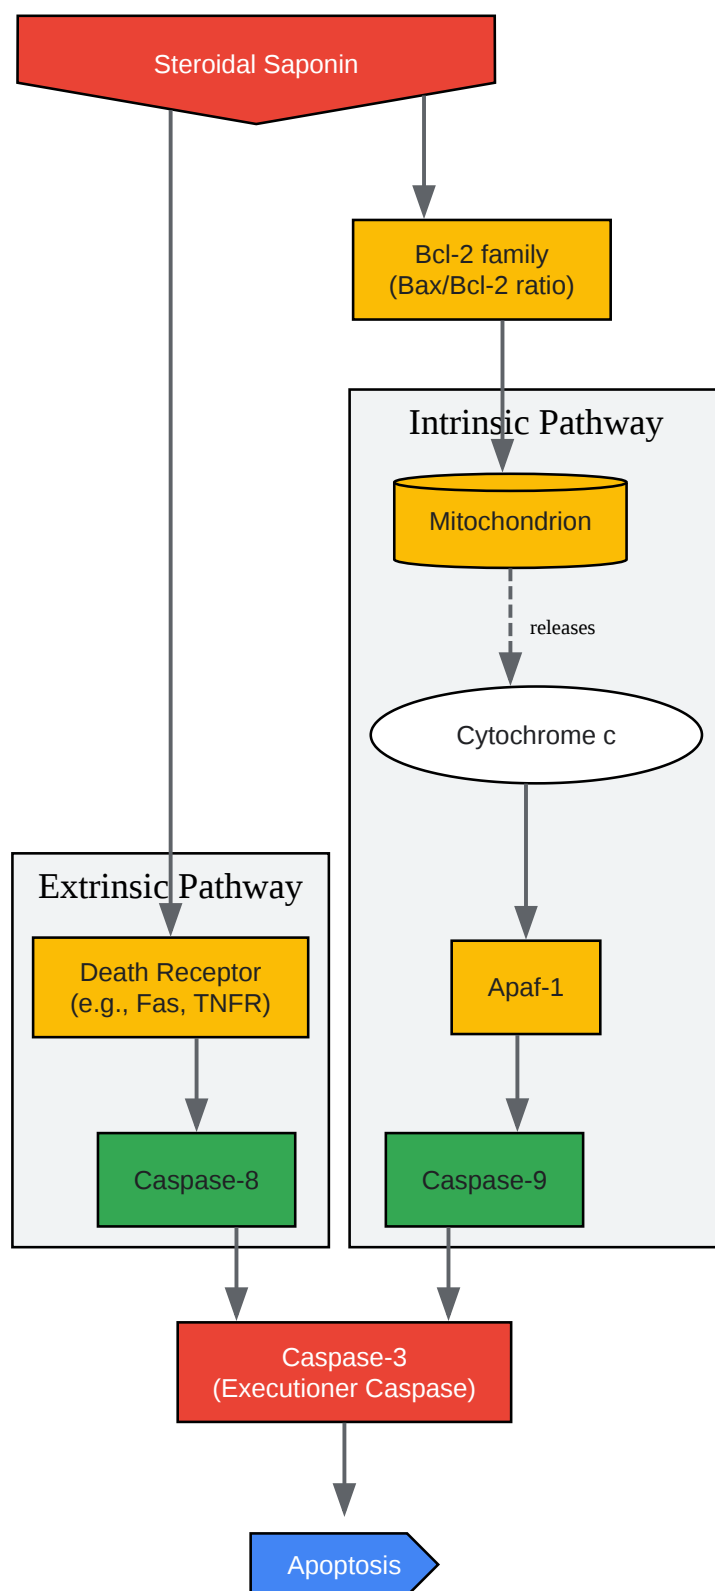 Steroidal Saponin
Bcl-2 family
(Bax/Bcl-2 ratio)
Intrinsic Pathway
Mitochondrion
releases
Cytochrome c
Extrinsic Pathway
Death Receptor
(e.g., Fas, TNFR)
Apaf-1
Caspase-8
Caspase-9
Caspase-3
(Executioner Caspase)
Apoptosis